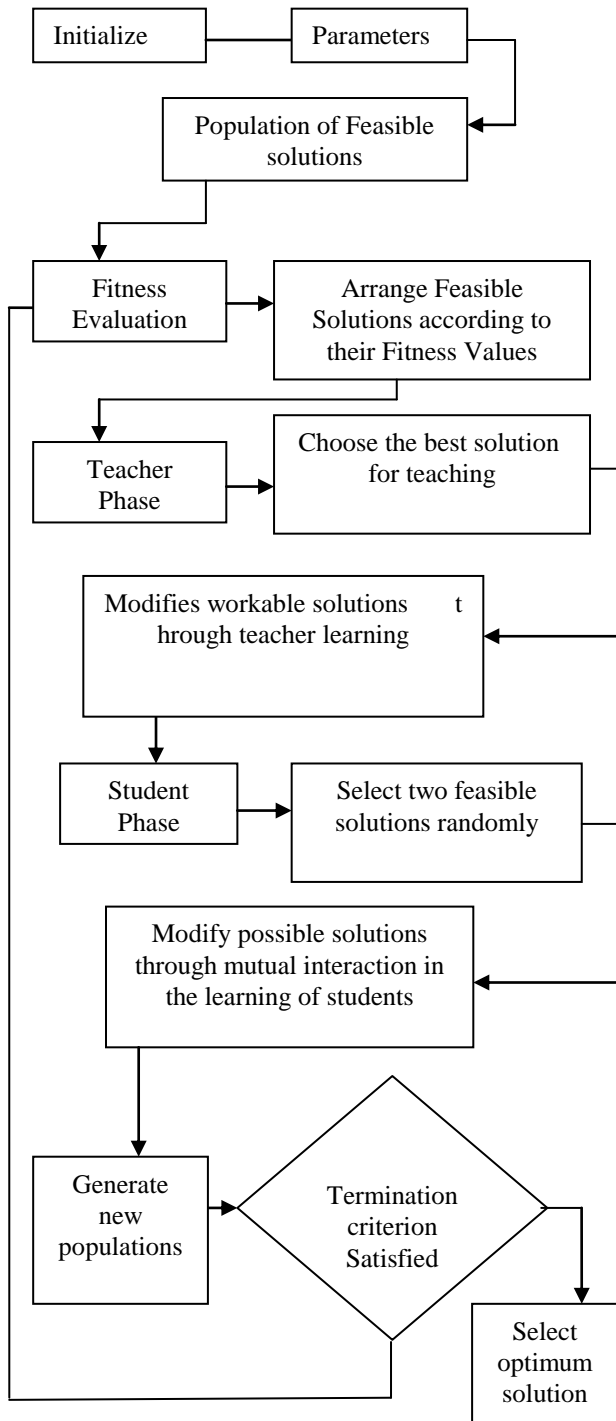 Initialize
Parameters
Population of Feasible
solutions
Fitness
Evaluation
Arrange Feasible
Solutions according to
their Fitness Values
Teacher
Phase
Choose the best solution
for teaching
Modifies workable solutions t
hrough teacher learning
Student
Phase
Select two feasible
solutions randomly
Modify possible solutions
through mutual interaction in
the learning of students
Generate
new
populations
Termination
criterion
Satisfied
Select
optimum
solution